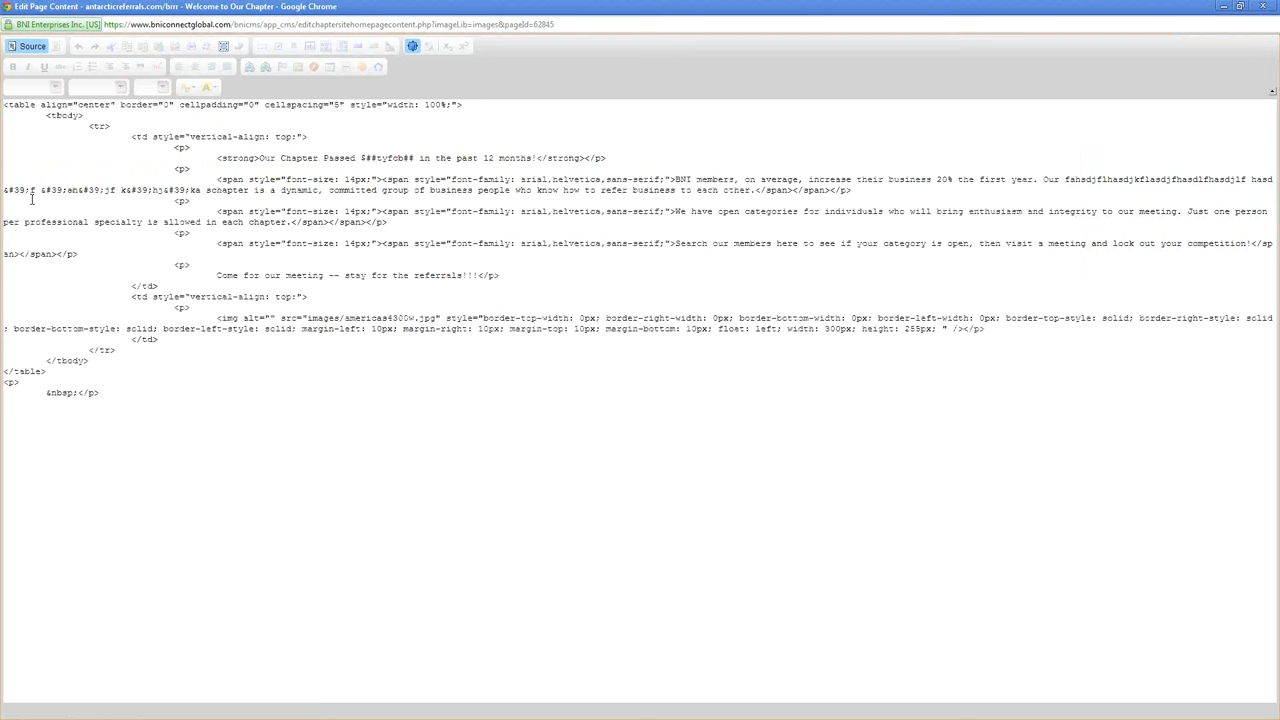 Edit Page Content - antarcticreferrals.com/brrr - Welcome to Our Chapter - Google Chrome
BNI Enterprises Inc. [US] https://www.bniconnectglobal.com/bnicms/app_cms/editchaptersitehomepagecontent.php?imageLib=images&pageId=62845
Source
<table align="center" border="0" cellpadding="0" cellspacing="5" style="width: 100%;">
<tbody>
<tr>
<td style="vertical-align: top;">
<p>
<strong>Our Chapter Passed $##tyfcb## in the past 12 months!</strong></p>
<p>
<span style="font-size: 14px;"><span style="font-family: arial,helvetica,sans-serif;">BNI members, on average, increase their business 20% the first year. Our fahsdjflhasdjkflasdjfhasdlfhasdjlf hasd
&#39;f &#39;ah&#39;jf k&#39;hj&#39;ka schapter is a dynamic, committed group of business people who know how to refer business to each other.</span></span></p>
<p>
<span style="font-size: 14px;"><span style="font-family: arial,helvetica,sans-serif;">We have open categories for individuals who will bring enthusiasm and integrity to our meeting. Just one person
per professional specialty is allowed in each chapter.</span></span></p>
<p>
<span style="font-size: 14px;"><span style="font-family: arial,helvetica,sans-serif;">Search our members here to see if your category is open, then visit a meeting and lock out your competition!</sp
an></span></p>
<p>
Come for our meeting -- stay for the referrals!!!</p>
</td>
<td style="vertical-align: top;">
<p>
<img alt="" src="images/americas4300w.jpg" style="border-top-width: 0px; border-right-width: 0px; border-bottom-width: 0px; border-left-width: 0px; border-top-style: solid; border-right-style: solid
; border-bottom-style: solid; border-left-style: solid; margin-left: 10px; margin-right: 10px; margin-top: 10px; margin-bottom: 10px; float: left; width: 300px; height: 255px; " /></p>
</td>
</tr>
</tbody>
</table>
<p>
&nbsp;</p>